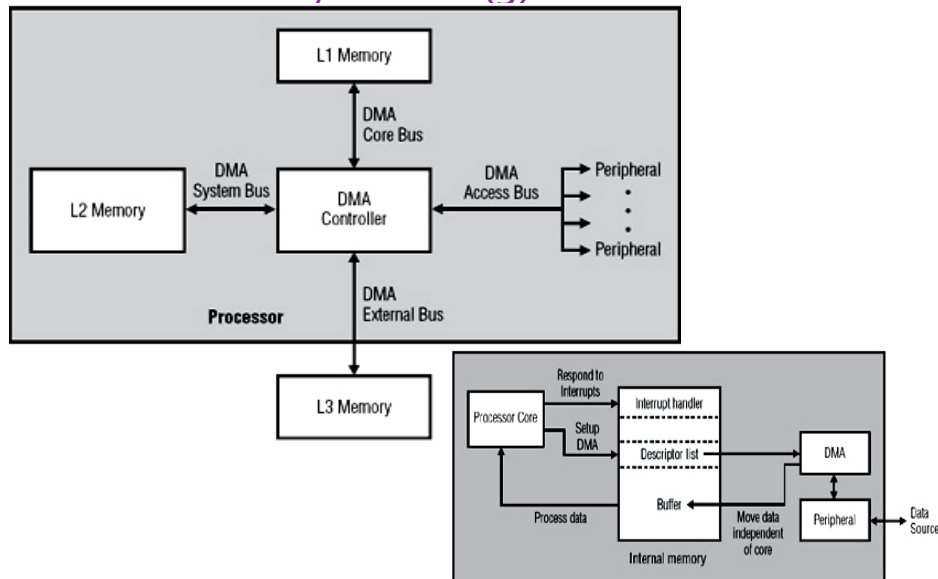 L1 Memory
DMA
Core Bus
DMA
System Bus
L2 Memory
DMA
Controller
DMA
Access Bus
Peripheral
Peripheral
DMA
External Bus
Processor
L3 Memory
Respond to
Interrupts
Processor Core
Setup
DMA
Process data
Interrupt handler
Descriptor list
Buffer
Internal memory
Move data
independent
of core
DMA
Peripheral
Data
Source